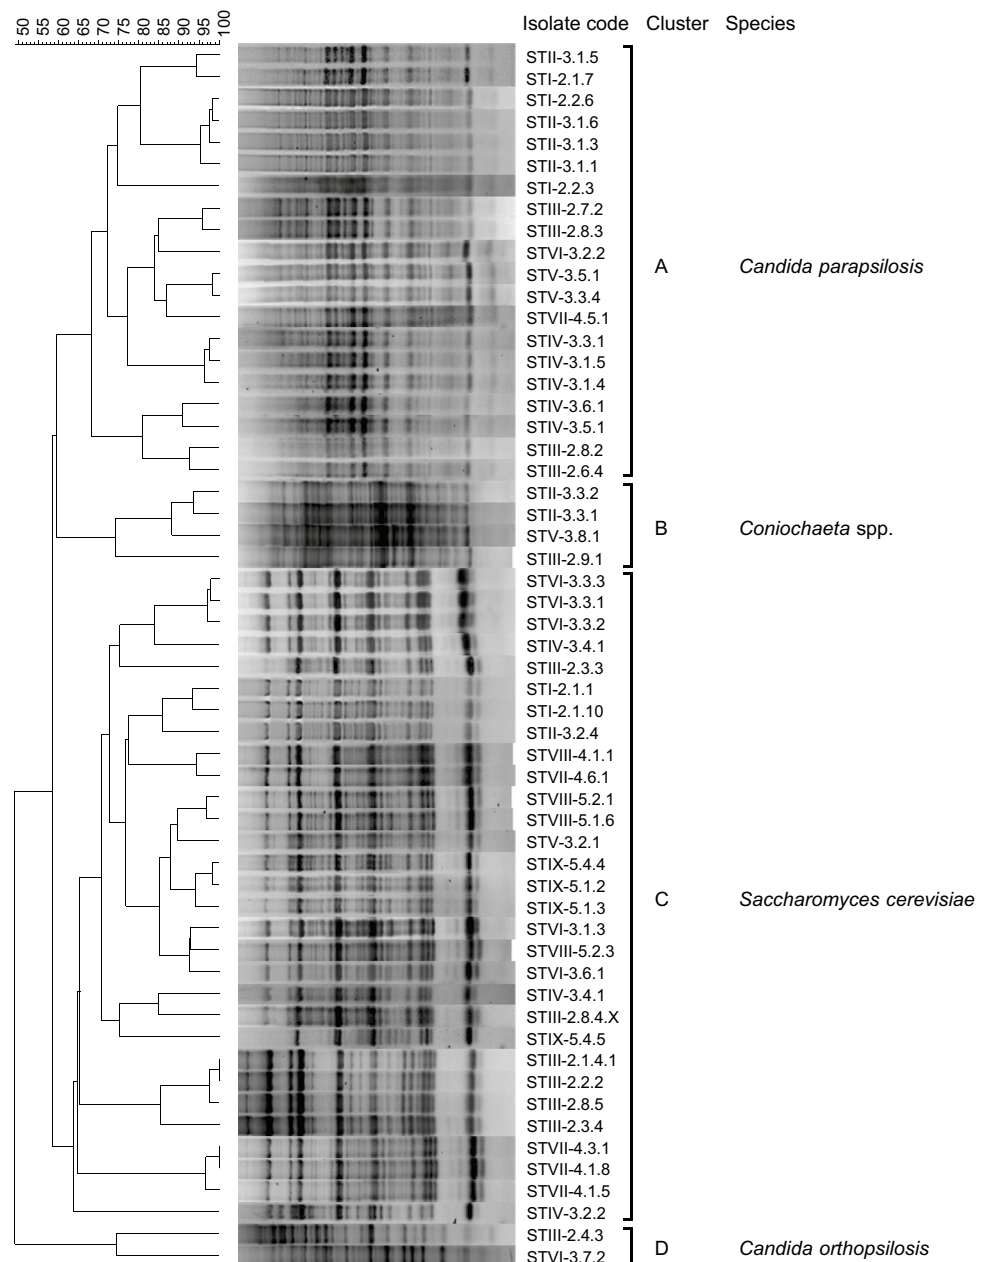 50 55 60 65 70 75 80 85 90 95 100
Isolate code Cluster Species
STII-3.1.5
STI-2.1.7
STI-2.2.6
STII-3.1.6
STII-3.1.3
STII-3.1.1
STI-2.2.3
STIII-2.7.2
STIII-2.8.3
STVI-3.2.2
A Candida parapsilosis
STV-3.5.1
STV-3.3.4
STVII-4.5.1
STIV-3.3.1
STIV-3.1.5
STIV-3.1.4
STIV-3.6.1
STIV-3.5.1
STIII-2.8.2
STIII-2.6.4
STII-3.3.2
STII-3.3.1
B Coniochaeta spp.
STV-3.8.1
STIII-2.9.1
STVI-3.3.3
STVI-3.3.1
STVI-3.3.2
STIV-3.4.1
STIII-2.3.3
STI-2.1.1
STI-2.1.10
STII-3.2.4
STVIII-4.1.1
STVII-4.6.1
STVIII-5.2.1
STVIII-5.1.6
STV-3.2.1
STIX-5.4.4
STIX-5.1.2
C Saccharomyces cerevisiae
STIX-5.1.3
STVI-3.1.3
STVIII-5.2.3
STVI-3.6.1
STIV-3.4.1
STIII-2.8.4.X
STIX-5.4.5
STIII-2.1.4.1
STIII-2.2.2
STIII-2.8.5
STIII-2.3.4
STVII-4.3.1
STVII-4.1.8
STVII-4.1.5
STIV-3.2.2
STIII-2.4.3
D Candida orthopsilosis
STVI-3.7.2